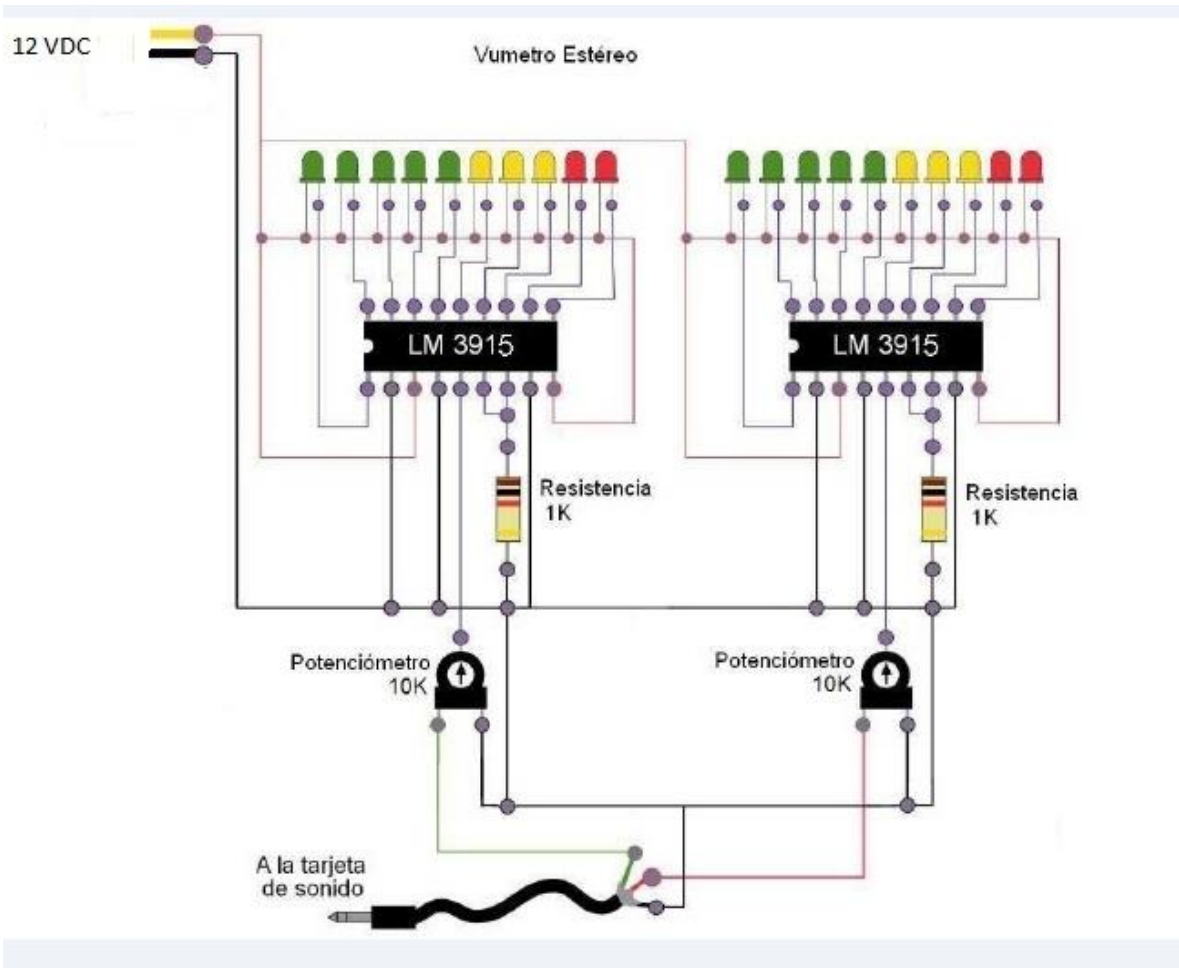 12 VDC
Vumetro Estéreo
LM 3915
LM 3915
Resistencia
1K
Resistencia
1K
Potenciómetro
10K
Potenciómetro
10K
A la tarjeta
de sonido